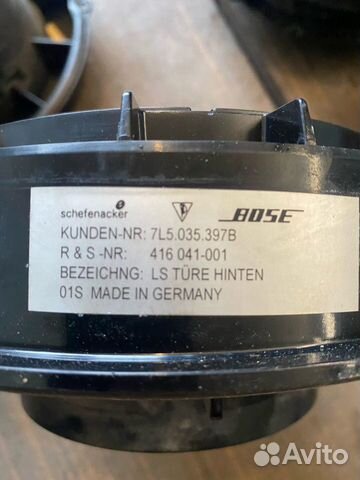 schefenacker BOSE
KUNDEN-NR: 7L5.035.397B
R & S -NR: 416 041-001
BEZEICHNG: LS TÜRE HINTEN
01S MADE IN GERMANY
Avito